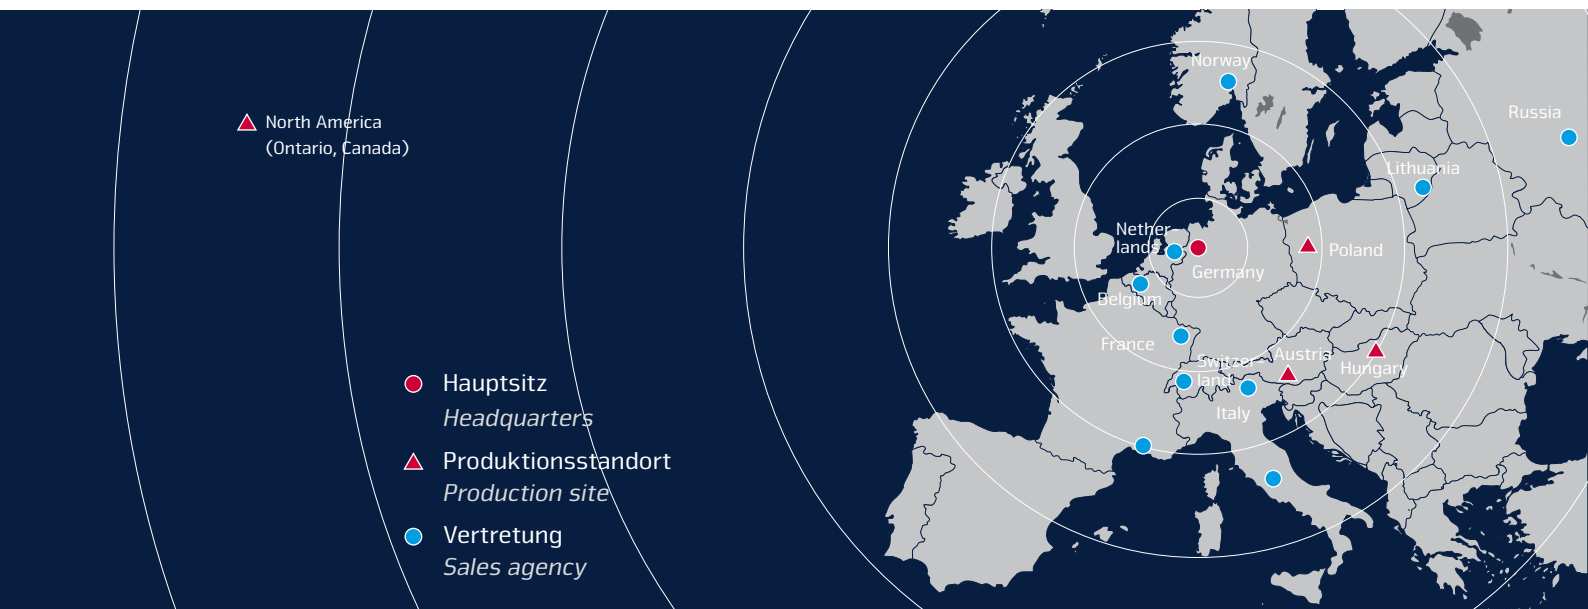 North America
(Ontario, Canada)
Hauptsitz
Headquarters
Produktionsstandort
Production site
Vertretung
Sales agency
Norway
Russia
Lithuania
Nether-
lands
Germany
Poland
Belgium
France
Switzer-
land
Austria
Hungary
Italy